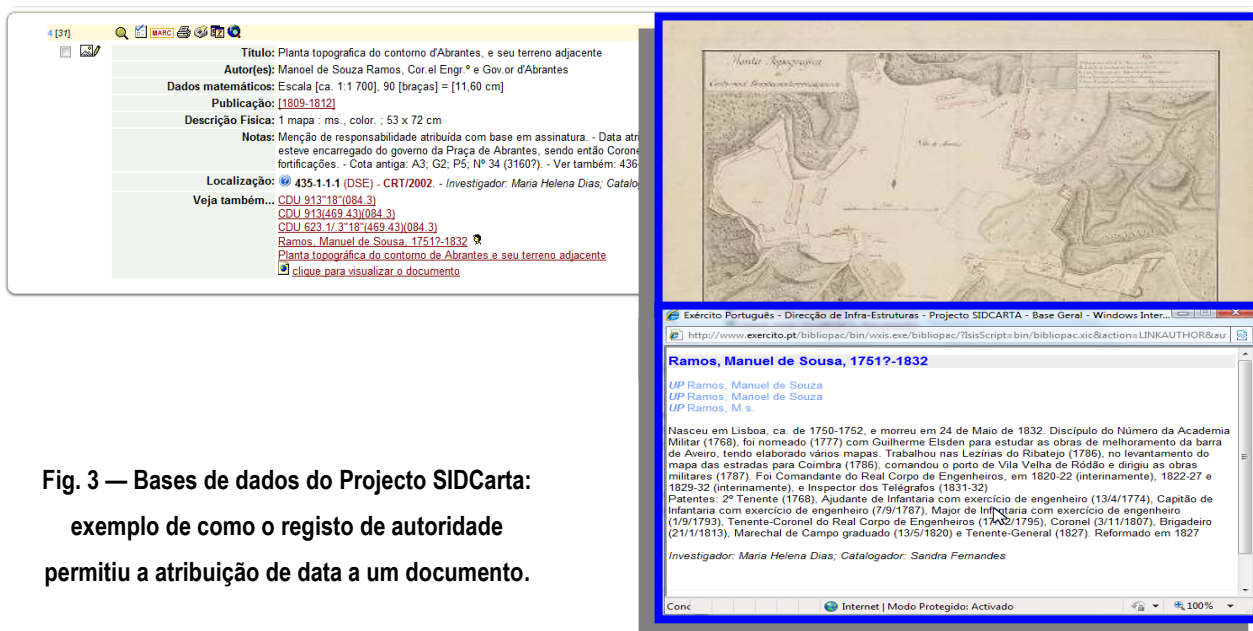 4 [31]
MARC
Título: Planta topografica do contorno d'Abrantes, e seu terreno adjacente
Autor(es): Manoel de Souza Ramos, Cor.el Engr.º e Gov.or d'Abrantes
Dados matemáticos: Escala [ca. 1:1 700], 90 [braças] = [11,60 cm]
Publicação: [1809-1812]
Descrição Física: 1 mapa : ms., color. ; 53 x 72 cm
Notas: Menção de responsabilidade atribuída com base em assinatura. - Data atri
esteve encarregado do governo da Praça de Abrantes, sendo então Corone
fortificações. - Cota antiga: A3; G2; P5; Nº 34 (3160?). - Ver também: 436-
Localização: 435-1-1-1 (DSE) - CRT/2002. - Investigador: Maria Helena Dias; Catalo
Veja também... CDU 913"18"(084.3)
CDU 913(469.43)(084.3)
CDU 623.1/.3"18"(469.43)(084.3)
Ramos, Manuel de Sousa, 1751?-1832
Planta topográfica do contorno de Abrantes e seu terreno adjacente
clique para visualizar o documento
Planta Topografica
Exército Português - Direcção de Infra-Estruturas - Projecto SIDCARTA - Base Geral - Windows Inter...
http://www.exercito.pt/bibliopac/bin/wxis.exe/bibliopac/?IsisScript=bin/bibliopac.xic&action=LINKAUTHOR&au
Ramos, Manuel de Sousa, 1751?-1832
UP Ramos, Manuel de Souza
UP Ramos, Manoel de Souza
UP Ramos, M.s.
Nasceu em Lisboa, ca. de 1750-1752, e morreu em 24 de Maio de 1832. Discípulo do Número da Academia
Militar (1768), foi nomeado (1777) com Guilherme Elsden para estudar as obras de melhoramento da barra
de Aveiro, tendo elaborado vários mapas. Trabalhou nas Lezírias do Ribatejo (1786), no levantamento do
mapa das estradas para Coimbra (1786), comandou o porto de Vila Velha de Ródão e dirigiu as obras
militares (1787). Foi Comandante do Real Corpo de Engenheiros, em 1820-22 (interinamente), 1822-27 e
1829-32 (interinamente), e Inspector dos Telégrafos (1831-32)
Patentes: 2º Tenente (1768), Ajudante de Infantaria com exercício de engenheiro (13/4/1774), Capitão de
Infantaria com exercício de engenheiro (7/9/1787), Major de Infantaria com exercício de engenheiro
(1/9/1793), Tenente-Coronel do Real Corpo de Engenheiros Coronel (3/11/1807), Brigadeiro
(21/1/1813), Marechal de Campo graduado (13/5/1820) e Tenente-General (1827). Reformado em 1827
Investigador: Maria Helena Dias; Catalogador: Sandra Fernandes
Conc Internet | Modo Protegido: Activado 100%
Fig. 3 — Bases de dados do Projecto SIDCarta:
exemplo de como o registo de autoridade
permitiu a atribuição de data a um documento.